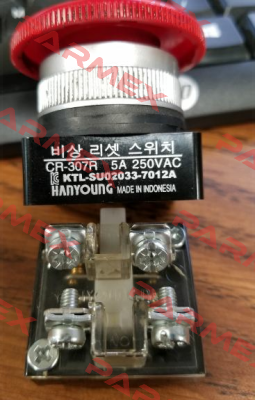 비상 리셋 스위치
CR-307R 5A 250VAC
KTL-SU02033-7012A
HANYOUNG MADE IN INDONESIA